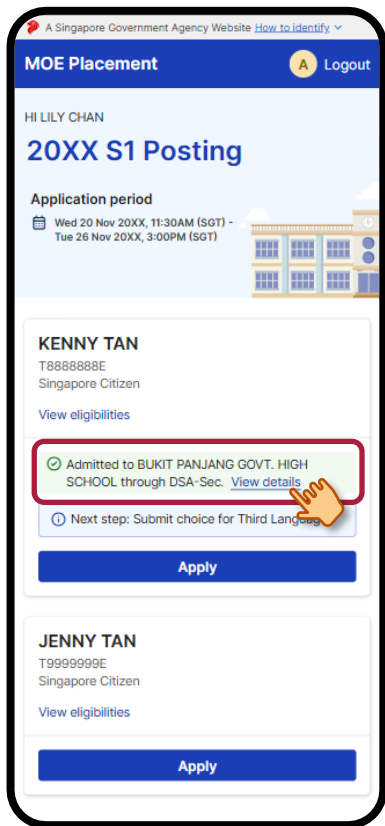 A Singapore Government Agency Website How to identify
MOE Placement
A Logout
HI LILY CHAN
20XX S1 Posting
Application period
Wed 20 Nov 20XX, 11:30AM (SGT) -
Tue 26 Nov 20XX, 3:00PM (SGT)
KENNY TAN
T8888888E
Singapore Citizen
View eligibilities
Admitted to BUKIT PANJANG GOVT. HIGH
SCHOOL through DSA-Sec. View details
Next step: Submit choice for Third Language
Apply
JENNY TAN
T9999999E
Singapore Citizen
View eligibilities
Apply